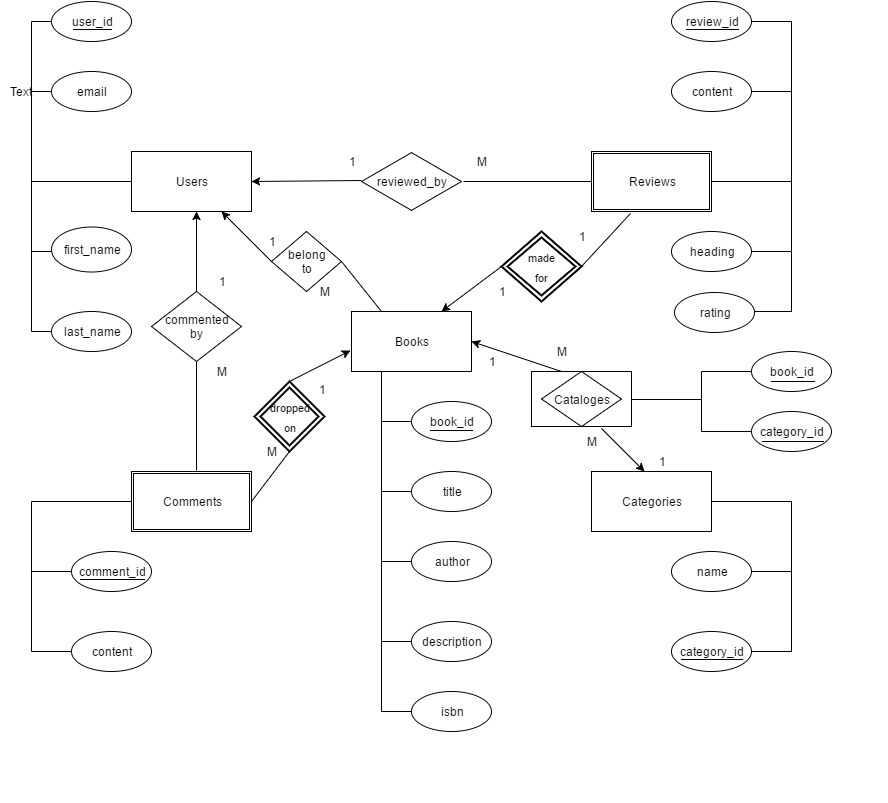 user_id
review_id
Text
email
content
1
M
Users
reviewed_by
Reviews
1
1
first_name
belong
to
made
for
heading
1
M
1
last_name
commented
by
rating
Books
M
M
1
book_id
1
dropped
on
Cataloges
book_id
category_id
M
M
1
title
Comments
Categories
author
comment_id
name
content
description
category_id
isbn